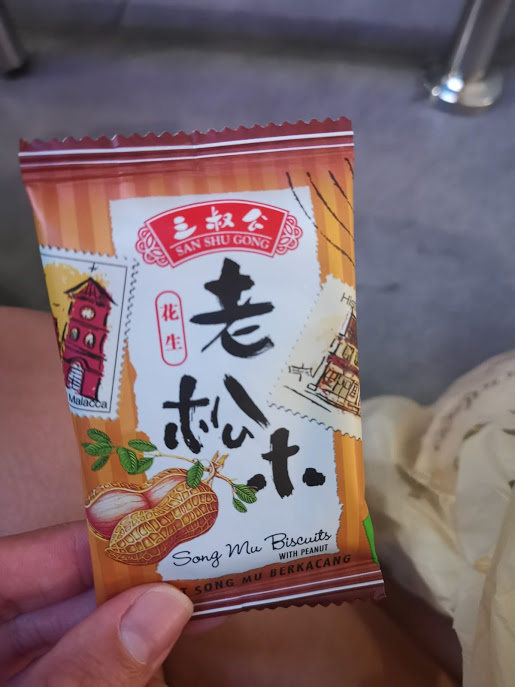 三叔公
SAN SHU GONG
花生
老松木
Malacca
Song Mu Biscuits
WITH PEANUT
SONG MU BERKACANG